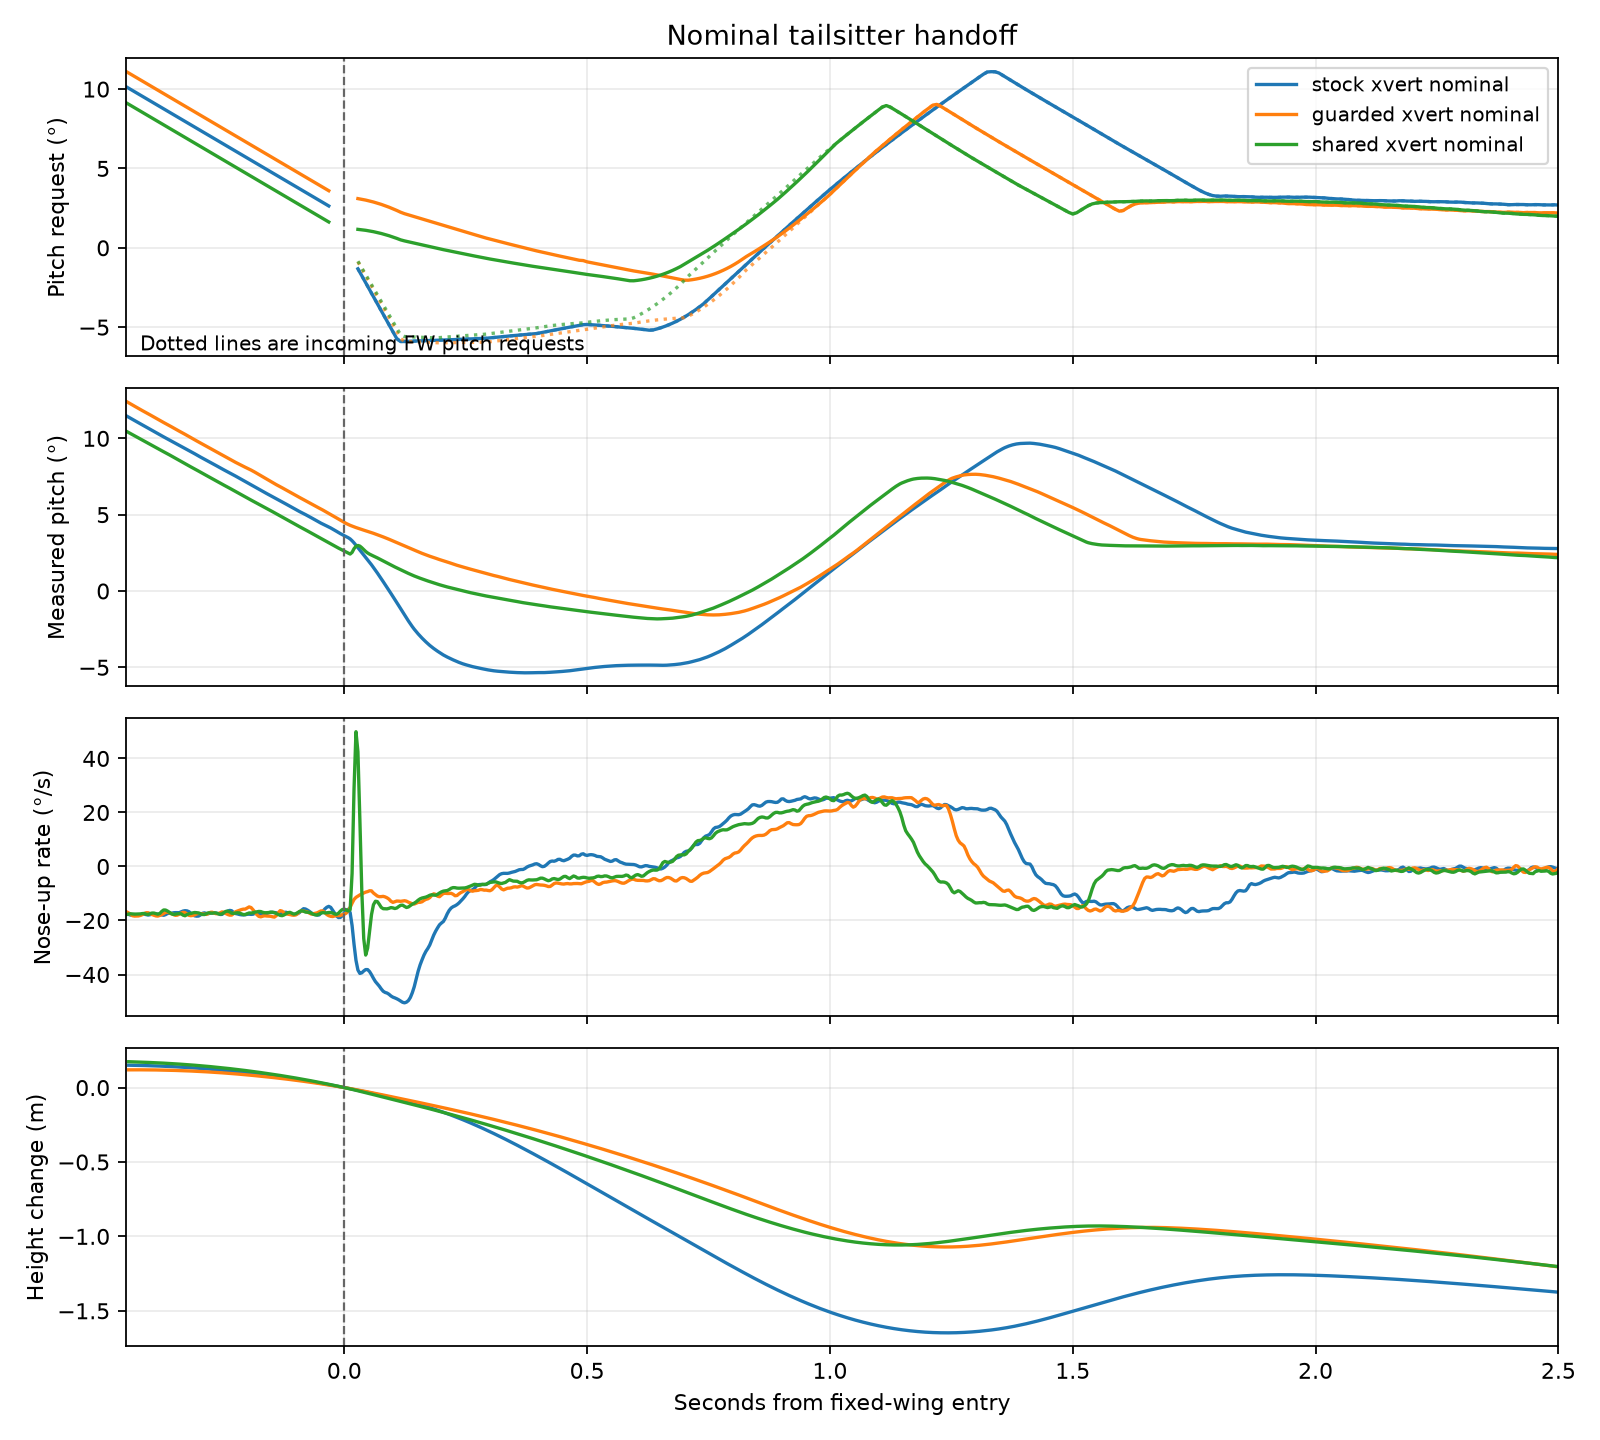 Nominal tailsitter handoff
Pitch request (°)
10
5
0
−5
stock xvert nominal
guarded xvert nominal
shared xvert nominal
Dotted lines are incoming FW pitch requests
Measured pitch (°)
10
5
0
−5
Nose-up rate (°/s)
40
20
0
−20
−40
Height change (m)
0.0
−0.5
−1.0
−1.5
0.0
0.5
1.0
1.5
2.0
2.5
Seconds from fixed-wing entry